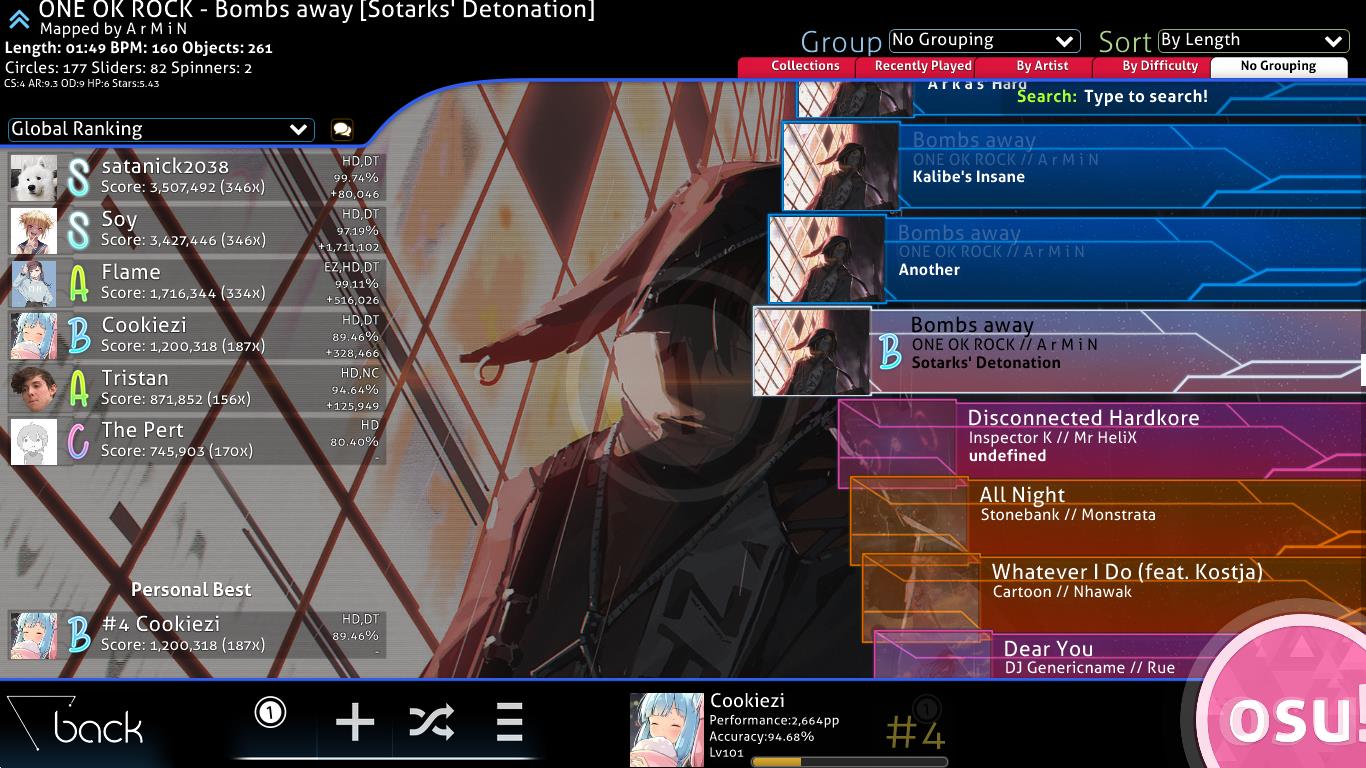 ONE OK ROCK - Bombs away [Sotarks' Detonation]
Mapped by A r M i N
Length: 01:49 BPM: 160 Objects: 261
Circles: 177 Sliders: 82 Spinners: 2
CS:4 AR:9.3 OD:9 HP:6 Stars:5.43
Group No Grouping Sort By Length
Collections Recently Played By Artist By Difficulty No Grouping
Arka's Hard
Search: Type to search!
Global Ranking
S satanick2038 HD,DT
Score: 3,507,492 (346x) 99.74%
+80,046
S Soy HD,DT
Score: 3,427,446 (346x) 97.19%
+1,711,102
A Flame EZ,HD,DT
Score: 1,716,344 (334x) 99.11%
+516,026
B Cookiezi HD,DT
Score: 1,200,318 (187x) 89.46%
+328,466
A Tristan HD,NC
Score: 871,852 (156x) 94.64%
+125,949
C The Pert HD
Score: 745,903 (170x) 80.40%
-
Personal Best
B #4 Cookiezi HD,DT
Score: 1,200,318 (187x) 89.46%
-
Bombs away
ONE OK ROCK // A r M i N
Kalibe's Insane
Bombs away
ONE OK ROCK // A r M i N
Another
B Bombs away
ONE OK ROCK // A r M i N
Sotarks' Detonation
Disconnected Hardkore
Inspector K // Mr HeliX
undefined
All Night
Stonebank // Monstrata
Whatever I Do (feat. Kostja)
Cartoon // Nhawak
Dear You
DJ Genericname // Rue
back
1
Cookiezi
Performance:2,664pp
Accuracy:94.68%
Lv101
#4
1
osu!